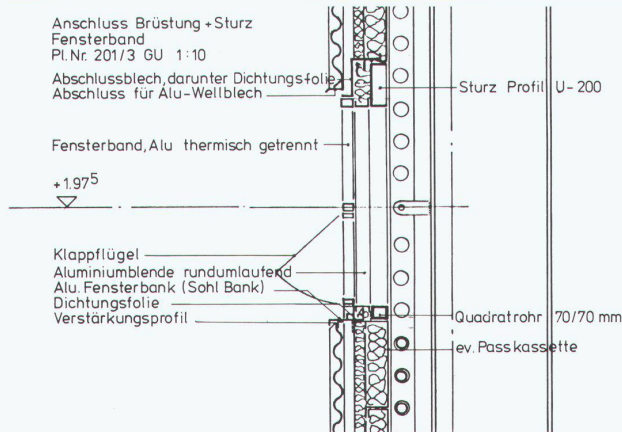 Anschluss Brüstung + Sturz
Fensterband
Pl. Nr. 201/3 GU 1:10
Abschlussblech, darunter Dichtungsfolie
Abschluss für Alu-Wellblech
Sturz Profil U-200
Fensterband, Alu thermisch getrennt
+1.97⁵
Klappflügel
Aluminiumblende rundumlaufend
Alu. Fensterbank (Sohl Bank)
Dichtungsfolie
Verstärkungsprofil
Quadratrohr 70/70 mm
ev. Passkassette